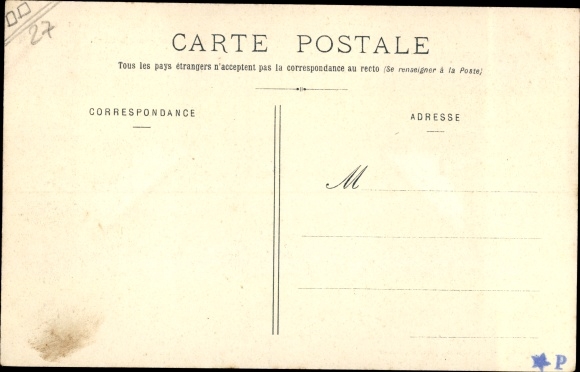 27
CARTE POSTALE
Tous les pays étrangers n'acceptent pas la correspondance au recto (Se renseigner à la Poste)
CORRESPONDANCE
ADRESSE
M
P